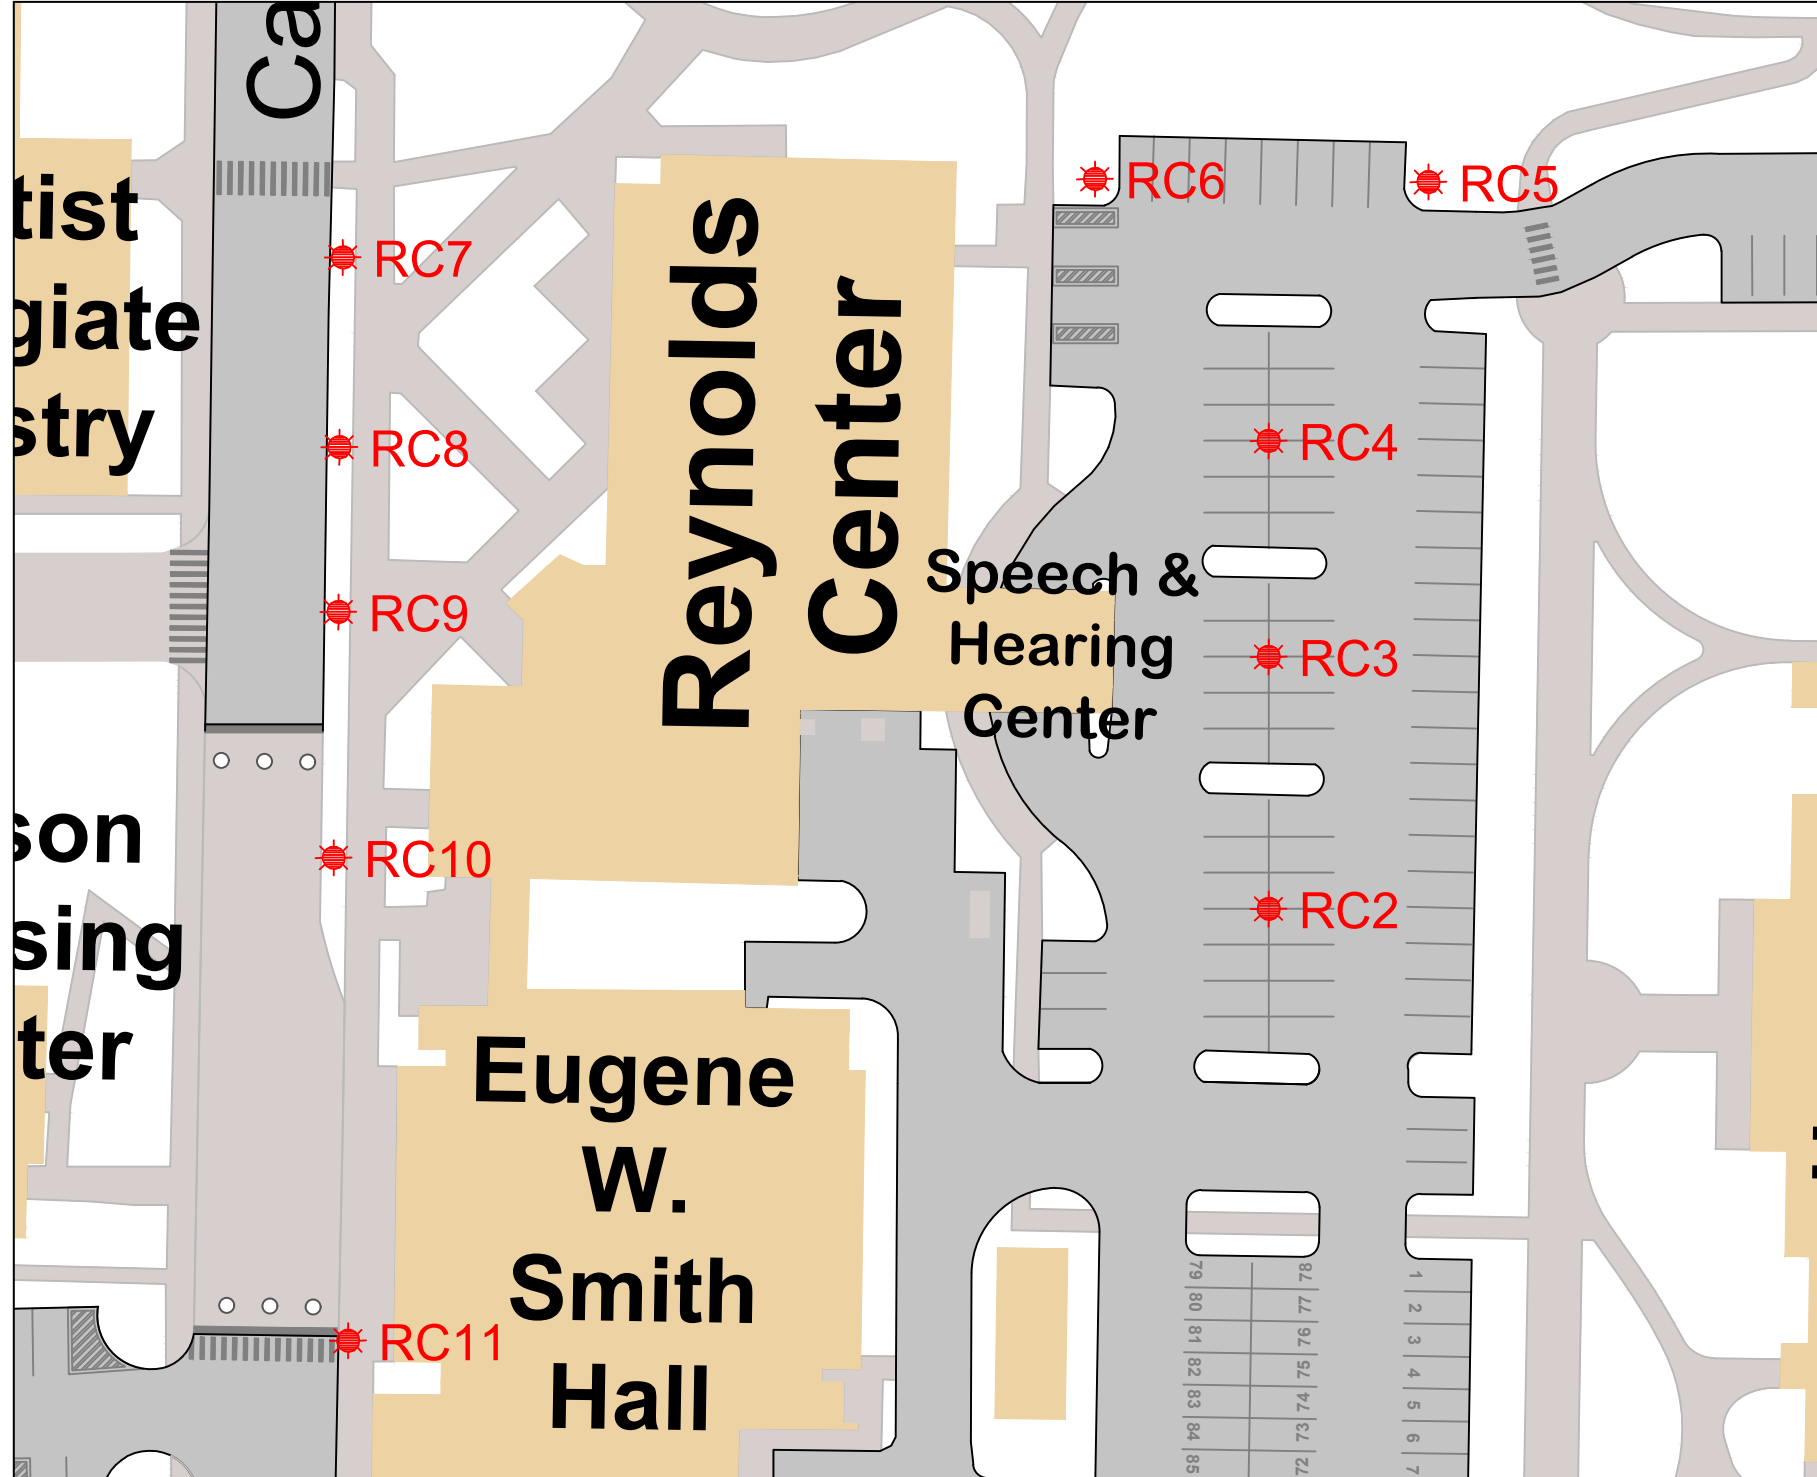 Ca
tist
giate
stry
RC6
RC5
RC7
RC8
RC9
RC10
RC11
RC4
RC3
RC2
Reynolds
Center
Speech &
Hearing
Center
son
sing
ter
Eugene
W.
Smith
Hall
79
80
81
82
83
84
85
78
77
76
75
74
73
72
1
2
3
4
5
6
7